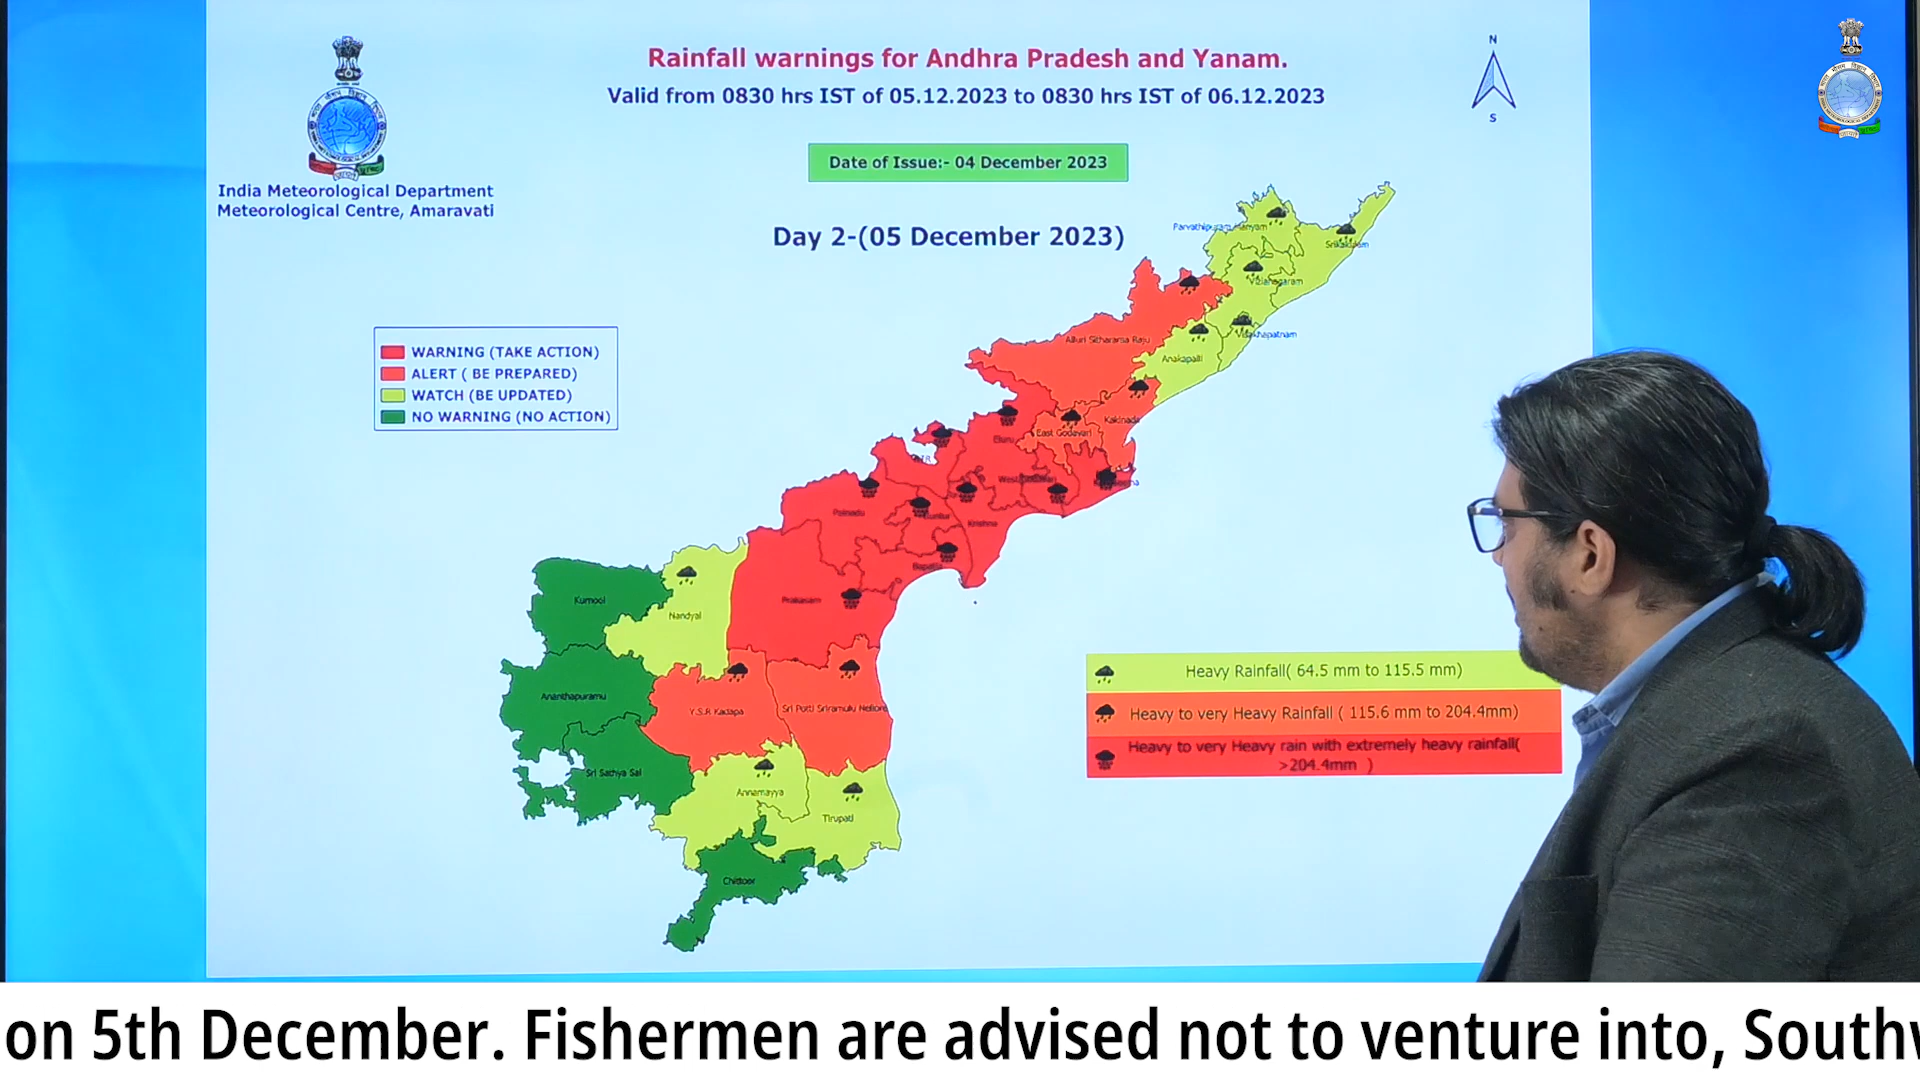 Rainfall warnings for Andhra Pradesh and Yanam.
Valid from 0830 hrs IST of 05.12.2023 to 0830 hrs IST of 06.12.2023
N
S
Date of Issue:- 04 December 2023
India Meteorological Department
Meteorological Centre, Amaravati
Day 2-(05 December 2023)
WARNING (TAKE ACTION)
ALERT ( BE PREPARED)
WATCH (BE UPDATED)
NO WARNING (NO ACTION)
Srikakulam
Vizianagaram
Visakhapatnam
Alluri Sitharama Raju
Anakapalli
Kakinada
East Godavari
Eluru
Palnadu
Guntur
Krishna
Bapatla
Prakasam
Kurnool
Nandyal
Ananthapuramu
Y.S.R Kadapa
Sri Potti Sriramulu Nellore
Sri Sathya Sai
Annamayya
Tirupati
Chittoor
Heavy Rainfall( 64.5 mm to 115.5 mm)
Heavy to very Heavy Rainfall ( 115.6 mm to 204.4mm)
Heavy to very Heavy rain with extremely heavy rainfall(
>204.4mm )
on 5th December. Fishermen are advised not to venture into, Southw